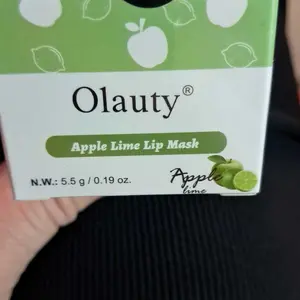 Olauty®
Apple Lime Lip Mask
N.W.: 5.5 g / 0.19 oz.
Apple
lime